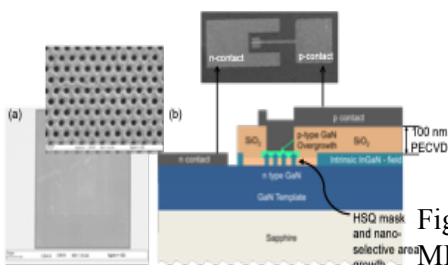 n-contact
p-contact
(a)
(b)
p contact
SiO2
p-type GaN
Overgrowth
SiO2
100 nm
PECVD
n contact
Intrinsic InGaN - field
n type GaN
GaN Template
HSQ mask
and nano-
selective area
growth
Sapphire
Fig